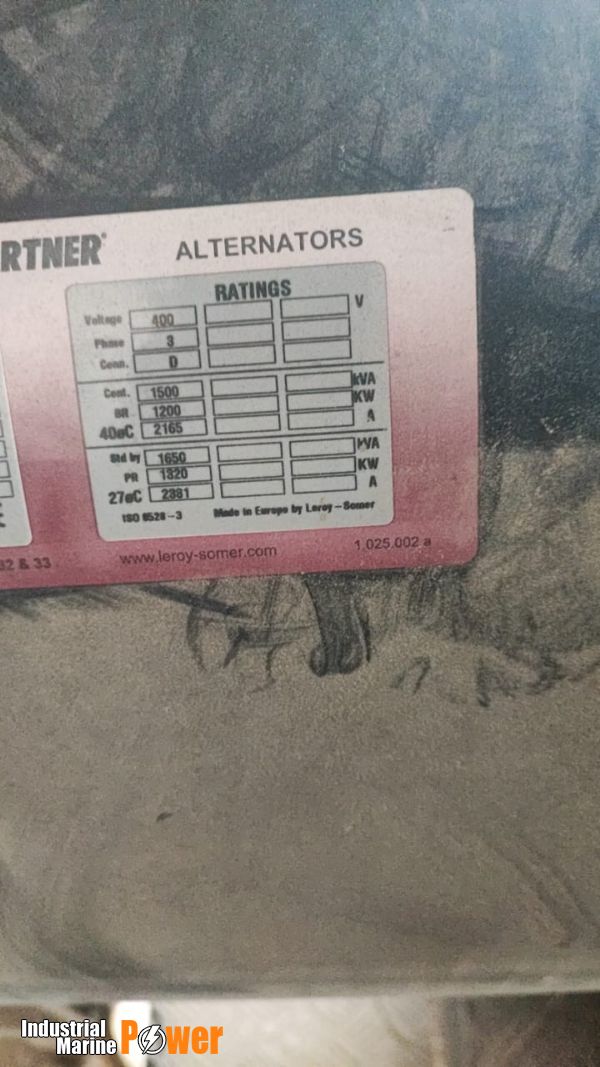 RTNER® ALTERNATORS
RATINGS
Voltage 400 V
Phase 3
Conn. D
Cont. 1500 kVA
BR 1200 KW
40øC 2165 A
Std by 1650 kVA
PR 1320 KW
27øC 2381 A
ISO 8528-3 Made in Europe by Leroy-Somer
32 & 33 www.leroy-somer.com 1 025.002 a
Industrial
Marine Power